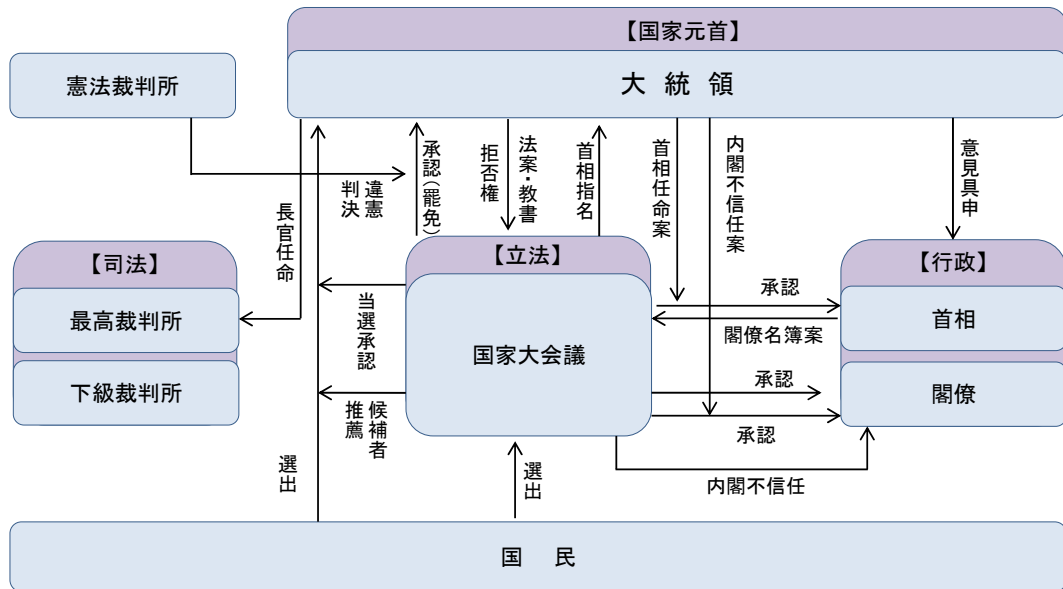 【国家元首】
大統領
憲法裁判所
違憲
判決
承認(罷免)
法案・教書
拒否権
首相指名
首相任命案
内閣不信任案
意見具申
長官任命
【司法】
最高裁判所
下級裁判所
【立法】
国家大会議
【行政】
首相
閣僚
承認
閣僚名簿案
当選承認
候補者
推薦
承認
承認
内閣不信任
選出
選出
国民